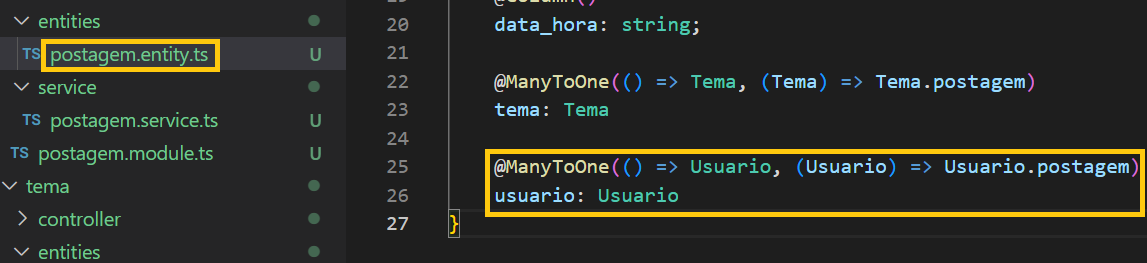 entities
TS postagem.entity.ts U
service
TS postagem.service.ts U
TS postagem.module.ts U
tema
controller
entities
20 data_hora: string;
21
22 @ManyToOne(() => Tema, (Tema) => Tema.postagem)
23 tema: Tema
24
25 @ManyToOne(() => Usuario, (Usuario) => Usuario.postagem)
26 usuario: Usuario
27 }